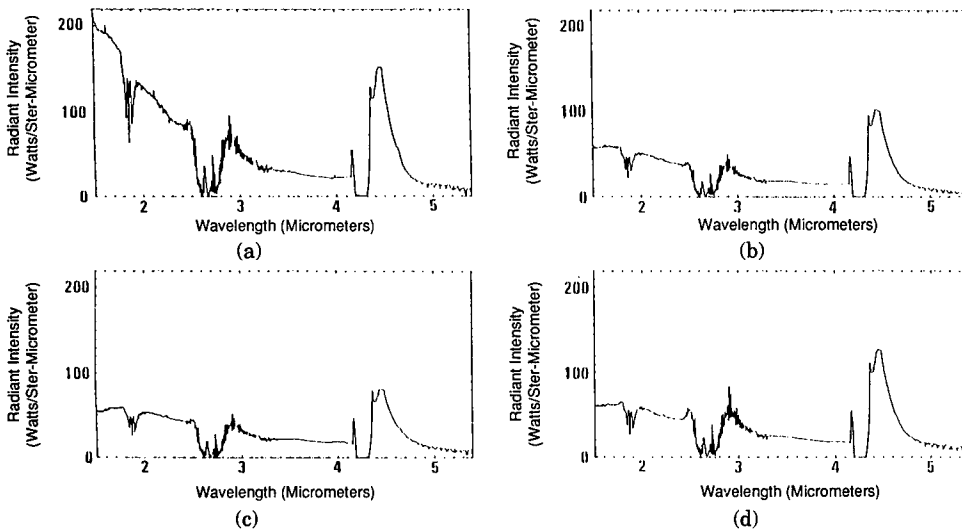 Radiant Intensity
(Watts/Ster-Micrometer)
200
100
0
2
3
4
5
Wavelength (Micrometers)
(a)
Radiant Intensity
(Watts/Ster-Micrometer)
200
100
0
2
3
4
5
Wavelength (Micrometers)
(b)
Radiant Intensity
(Watts/Ster-Micrometer)
200
100
0
2
3
4
5
Wavelength (Micrometers)
(c)
Radiant Intensity
(Watts/Ster-Micrometer)
200
100
0
2
3
4
5
Wavelength (Micrometers)
(d)